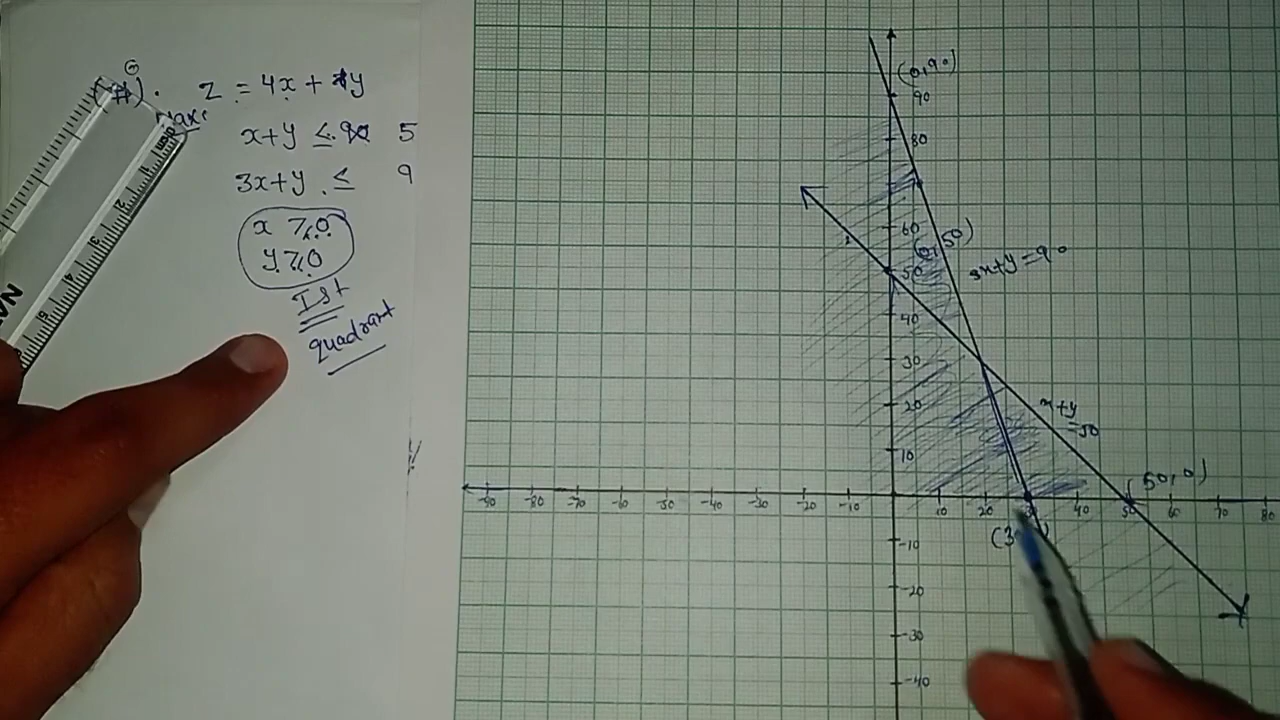 z = 4x + y
x+y ≤ 5
3x+y ≤ 9
x ≥ 0
y ≥ 0
Ist
quadrant
(0,90)
90
80
60
(0,50)
50
3x+y=90
40
30
20
x+y
=50
10
(50,0)
-90 -80 -70 -60 50 -40 -30 -20 -10 10 20 40 50 60 70 80
-10
-20
-30
-40